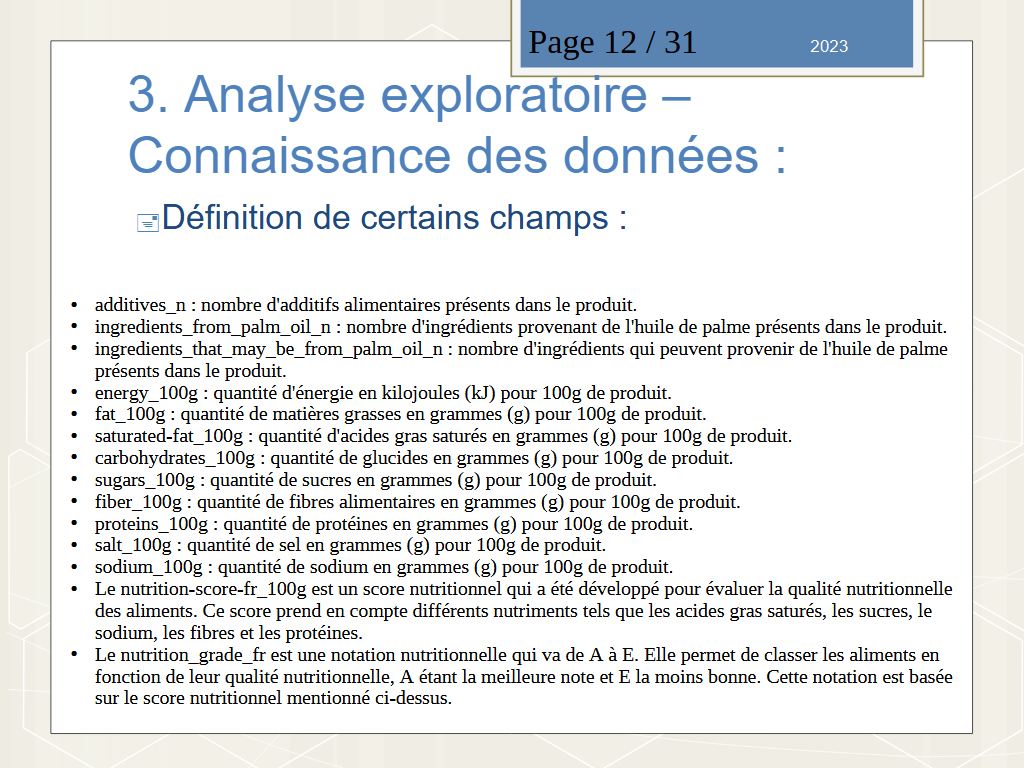 Page 12 / 31
2023
3. Analyse exploratoire –
Connaissance des données :
Définition de certains champs :
• additives_n : nombre d'additifs alimentaires présents dans le produit.
• ingredients_from_palm_oil_n : nombre d'ingrédients provenant de l'huile de palme présents dans le produit.
• ingredients_that_may_be_from_palm_oil_n : nombre d'ingrédients qui peuvent provenir de l'huile de palme
présents dans le produit.
• energy_100g : quantité d'énergie en kilojoules (kJ) pour 100g de produit.
• fat_100g : quantité de matières grasses en grammes (g) pour 100g de produit.
• saturated-fat_100g : quantité d'acides gras saturés en grammes (g) pour 100g de produit.
• carbohydrates_100g : quantité de glucides en grammes (g) pour 100g de produit.
• sugars_100g : quantité de sucres en grammes (g) pour 100g de produit.
• fiber_100g : quantité de fibres alimentaires en grammes (g) pour 100g de produit.
• proteins_100g : quantité de protéines en grammes (g) pour 100g de produit.
• salt_100g : quantité de sel en grammes (g) pour 100g de produit.
• sodium_100g : quantité de sodium en grammes (g) pour 100g de produit.
• Le nutrition-score-fr_100g est un score nutritionnel qui a été développé pour évaluer la qualité nutritionnelle
des aliments. Ce score prend en compte différents nutriments tels que les acides gras saturés, les sucres, le
sodium, les fibres et les protéines.
• Le nutrition_grade_fr est une notation nutritionnelle qui va de A à E. Elle permet de classer les aliments en
fonction de leur qualité nutritionnelle, A étant la meilleure note et E la moins bonne. Cette notation est basée
sur le score nutritionnel mentionné ci-dessus.